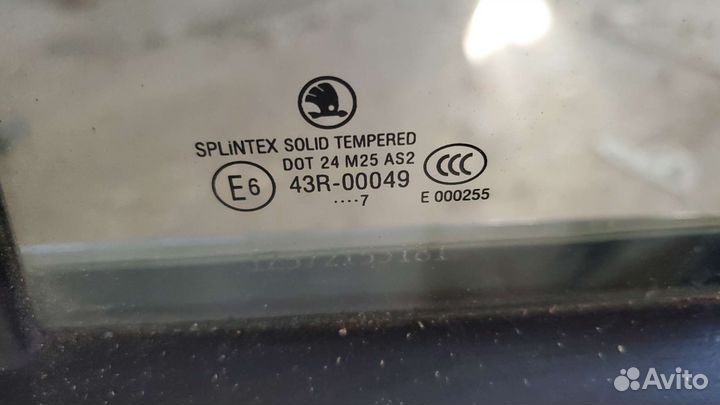 SPLiNTEX SOLID TEMPERED
DOT 24 M25 AS2
E6 43R-00049 CCC
....7 E 000255
Avito